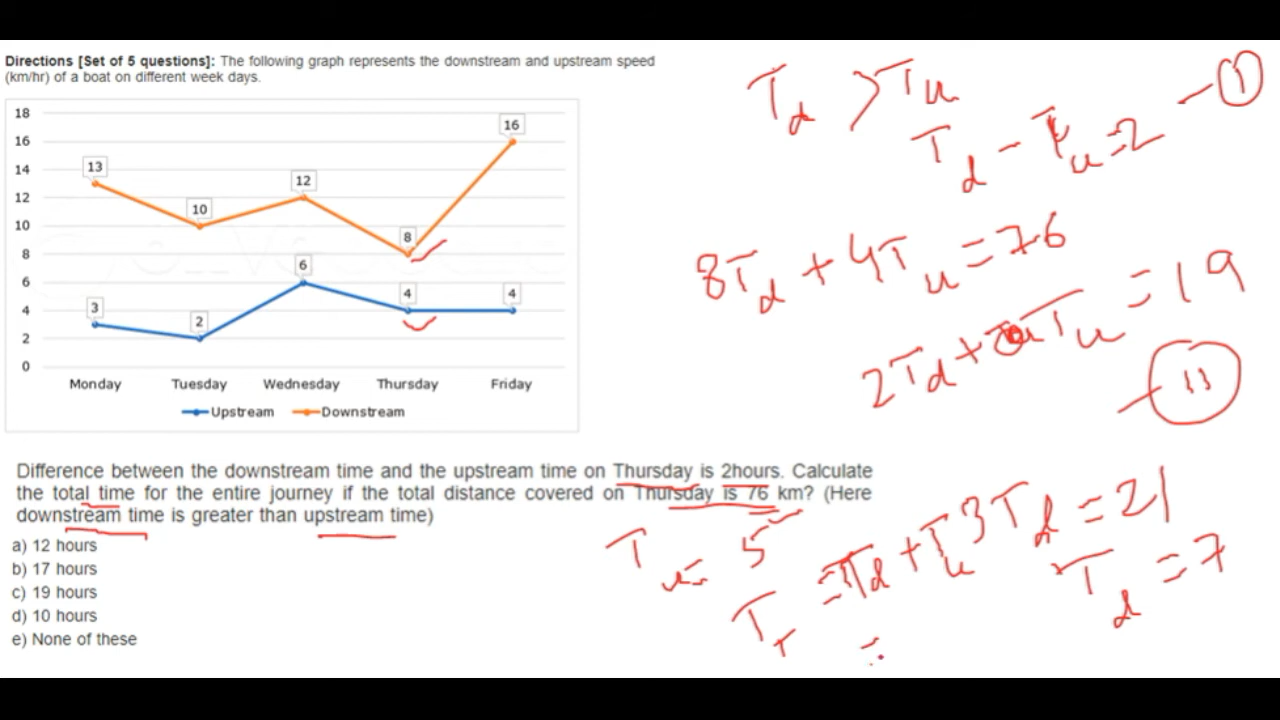 Directions [Set of 5 questions]: The following graph represents the downstream and upstream speed
(km/hr) of a boat on different week days.
18
16
14
12
10
8
6
4
2
0
13
10
12
8
16
3
2
6
4
4
Monday Tuesday Wednesday Thursday Friday
Upstream Downstream
Difference between the downstream time and the upstream time on Thursday is 2hours. Calculate
the total time for the entire journey if the total distance covered on Thursday is 76 km? (Here
downstream time is greater than upstream time)
a) 12 hours
b) 17 hours
c) 19 hours
d) 10 hours
e) None of these
Td > Tu
Td - Tu = 2 - 1
8Td + 4Tu = 76
2Td + Tu = 19
- 11
3Td = 21
Td = 7
Tu = 5
TT = Td + Tu
=